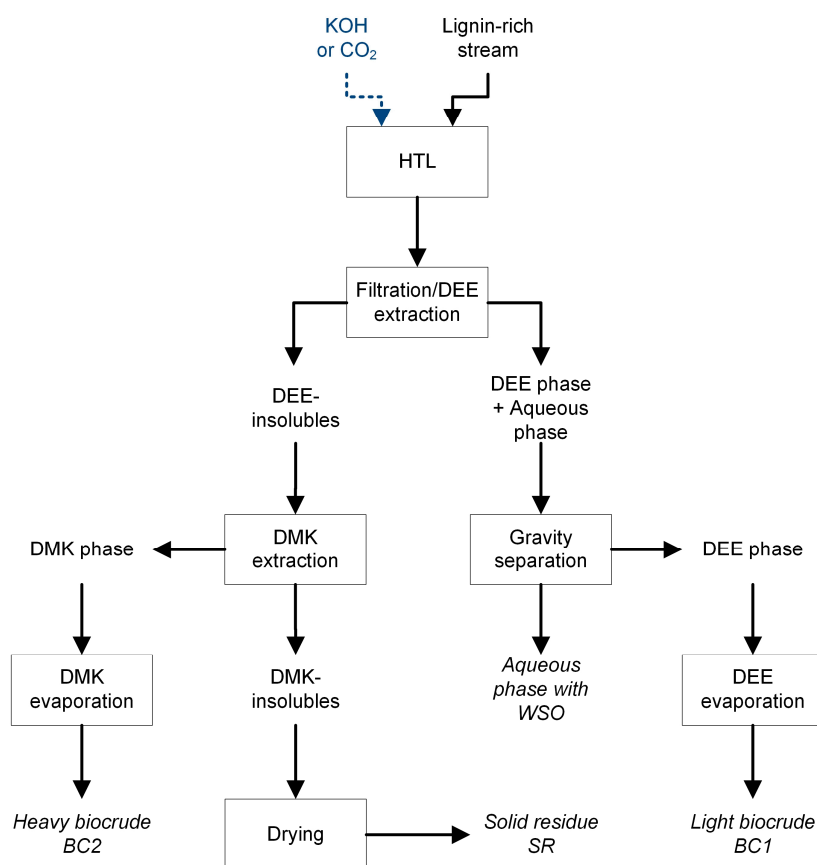 KOH
or CO₂
Lignin-rich
stream
HTL
Filtration/DEE
extraction
DEE-
insolubles
DEE phase
+ Aqueous
phase
DMK phase
DMK
extraction
Gravity
separation
DEE phase
DMK
evaporation
DMK-
insolubles
Aqueous
phase with
WSO
DEE
evaporation
Heavy biocrude
BC2
Drying
Solid residue
SR
Light biocrude
BC1